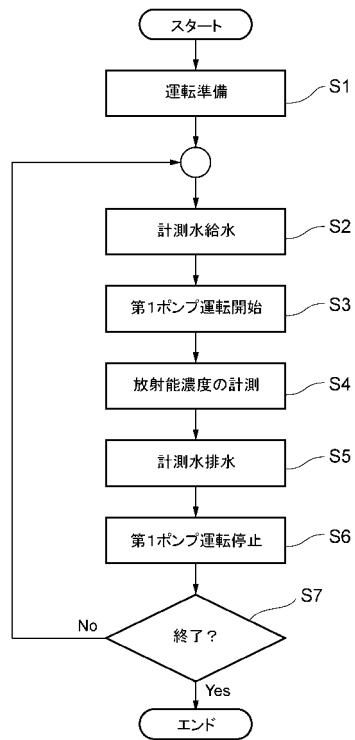 スタート
運転準備
S1
計測水給水
S2
第1ポンプ運転開始
S3
放射能濃度の計測
S4
計測水排水
S5
第1ポンプ運転停止
S6
終了?
S7
No
Yes
エンド